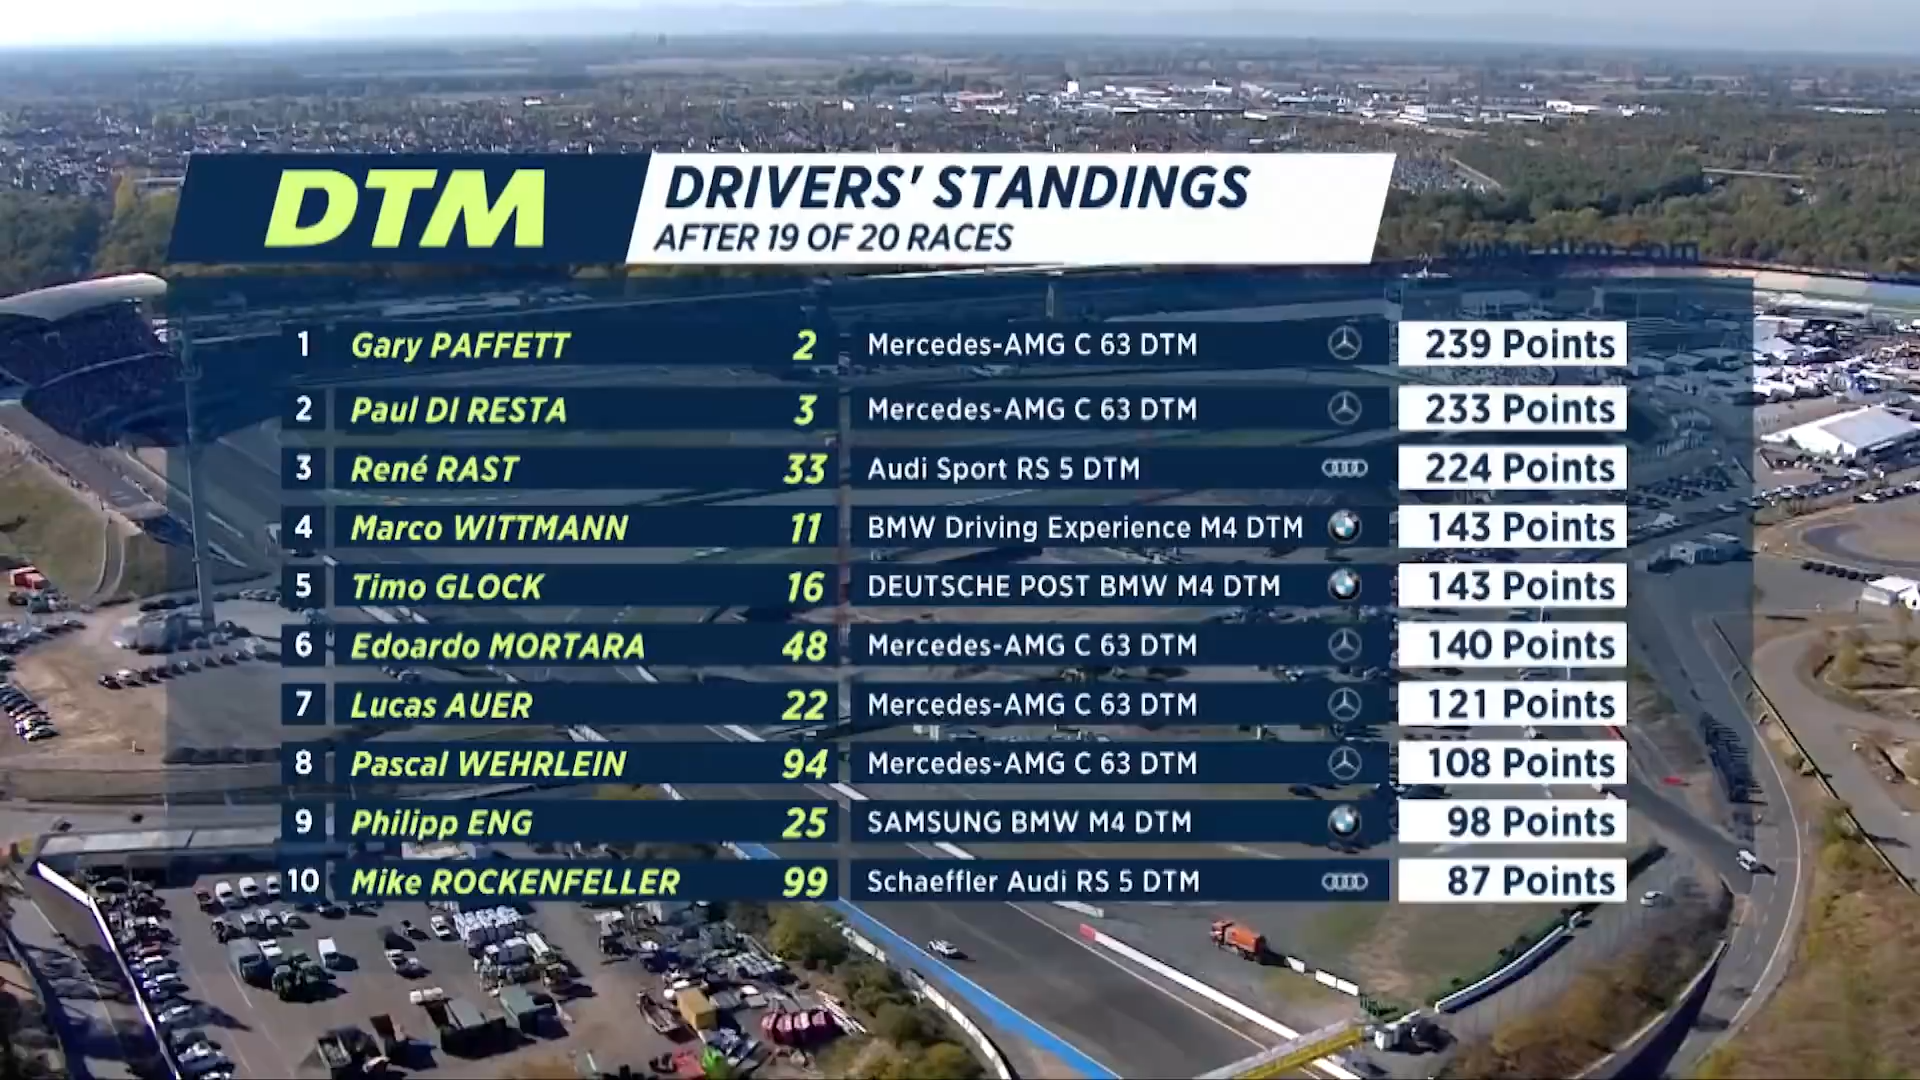 DTM
DRIVERS' STANDINGS
AFTER 19 OF 20 RACES
www.dtm.com
1 Gary PAFFETT 2 Mercedes-AMG C 63 DTM 239 Points
2 Paul DI RESTA 3 Mercedes-AMG C 63 DTM 233 Points
3 René RAST 33 Audi Sport RS 5 DTM 224 Points
4 Marco WITTMANN 11 BMW Driving Experience M4 DTM 143 Points
5 Timo GLOCK 16 DEUTSCHE POST BMW M4 DTM 143 Points
6 Edoardo MORTARA 48 Mercedes-AMG C 63 DTM 140 Points
7 Lucas AUER 22 Mercedes-AMG C 63 DTM 121 Points
8 Pascal WEHRLEIN 94 Mercedes-AMG C 63 DTM 108 Points
9 Philipp ENG 25 SAMSUNG BMW M4 DTM 98 Points
10 Mike ROCKENFELLER 99 Schaeffler Audi RS 5 DTM 87 Points